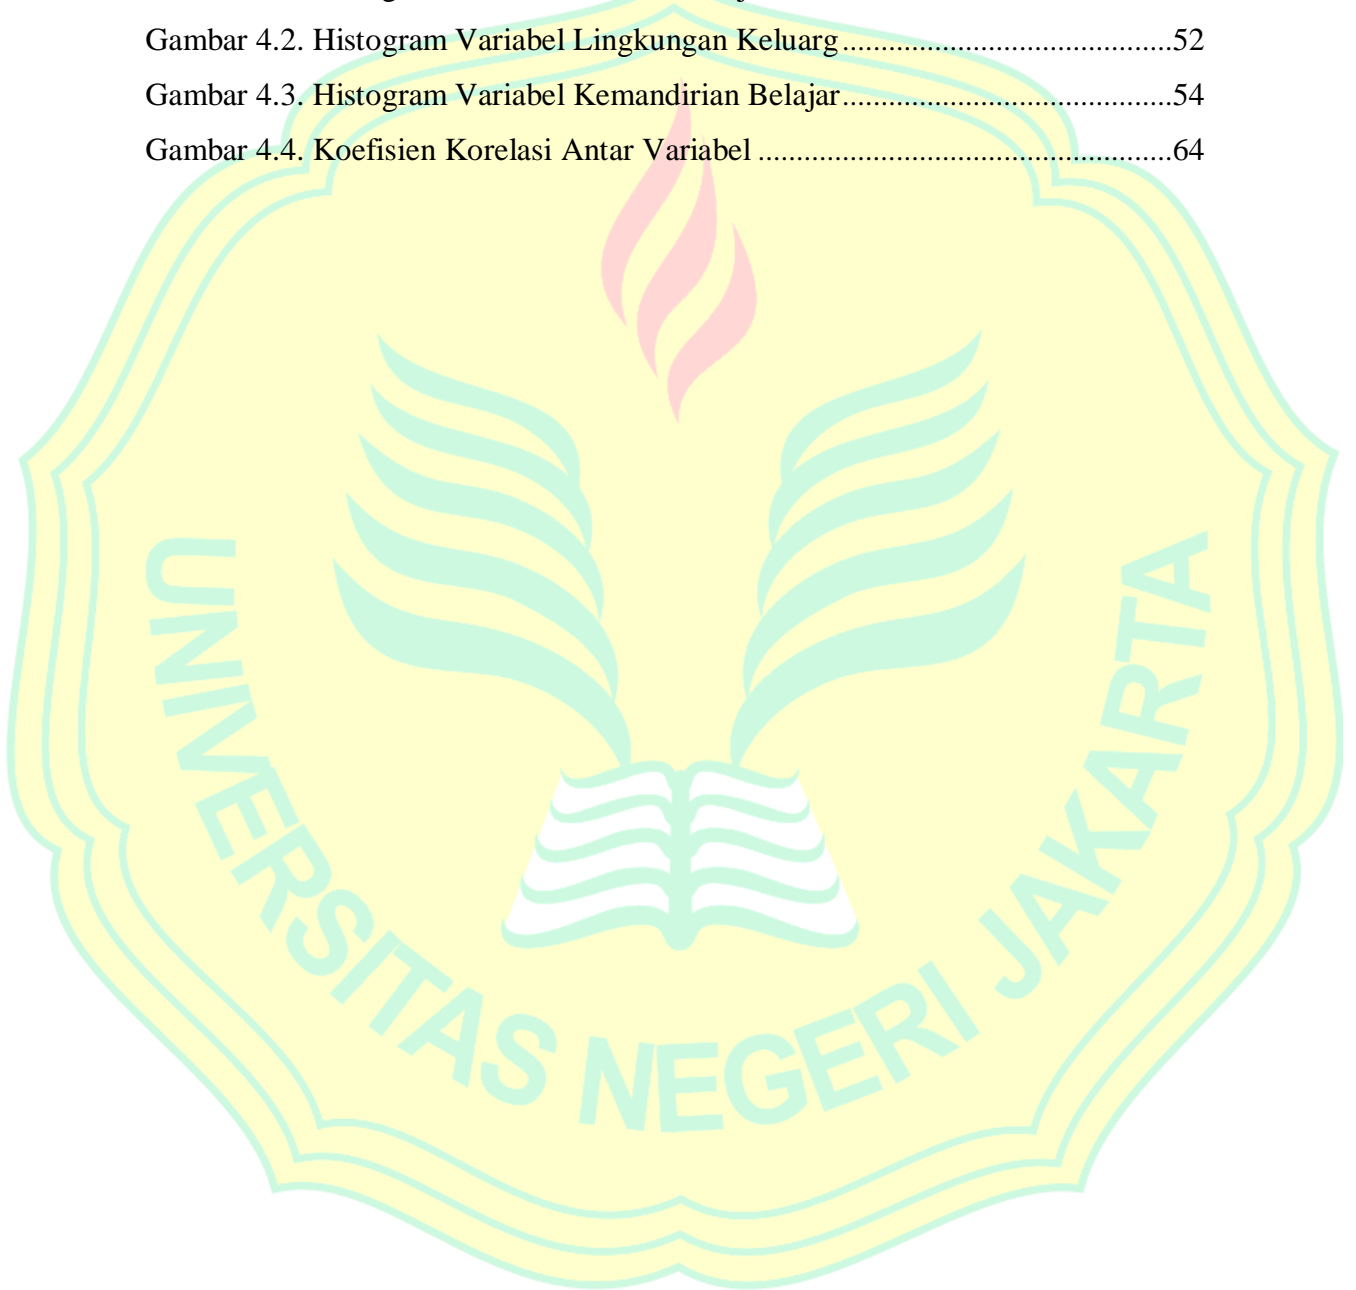 Gambar 4.2. Histogram Variabel Lingkungan Keluarg....................................52
Gambar 4.3. Histogram Variabel Kemandirian Belajar....................................54
Gambar 4.4. Koefisien Korelasi Antar Variabel.............................................64
UNIVERSITAS NEGERI JAKARTA